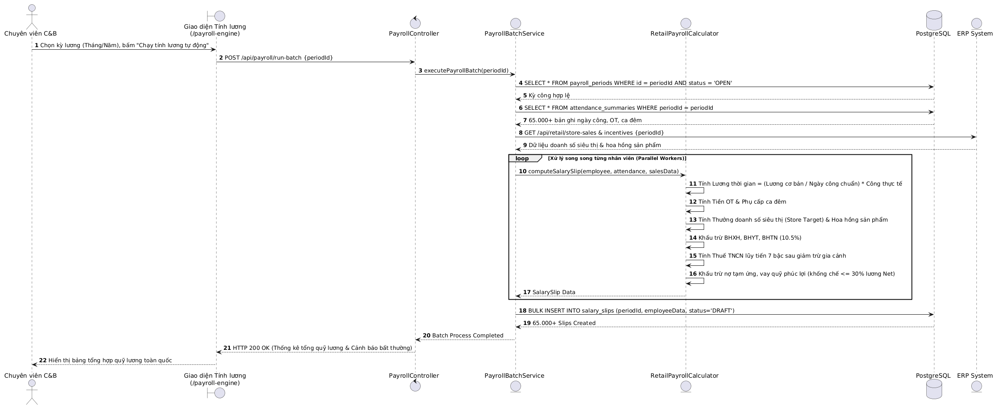 Chuyên viên C&B
Giao diện Tính lương
(/payroll-engine)
PayrollController
PayrollBatchService
RetailPayrollCalculator
PostgreSQL
ERP System
1 Chọn kỳ lương (Tháng/Năm), bấm "Chạy tính lương tự động"
2 POST /api/payroll/run-batch {periodId}
3 executePayrollBatch(periodId)
4 SELECT * FROM payroll_periods WHERE id = periodId AND status = 'OPEN'
5 Kỳ công hợp lệ
6 SELECT * FROM attendance_summaries WHERE periodId = periodId
7 65.000+ bản ghi ngày công, OT, ca đêm
8 GET /api/retail/store-sales & incentives {periodId}
9 Dữ liệu doanh số siêu thị & hoa hồng sản phẩm
loop [Xử lý song song từng nhân viên (Parallel Workers)]
10 computeSalarySlip(employee, attendance, salesData)
11 Tính Lương thời gian = (Lương cơ bản / Ngày công chuẩn) * Công thực tế
12 Tính Tiền OT & Phụ cấp ca đêm
13 Tính Thưởng doanh số siêu thị (Store Target) & Hoa hồng sản phẩm
14 Khấu trừ BHXH, BHYT, BHTN (10.5%)
15 Tính Thuế TNCN lũy tiến 7 bậc sau giảm trừ gia cảnh
16 Khấu trừ nợ tạm ứng, vay quỹ phúc lợi (khống chế <= 30% lương Net)
17 SalarySlip Data
18 BULK INSERT INTO salary_slips (periodId, employeeData, status='DRAFT')
19 65.000+ Slips Created
20 Batch Process Completed
21 HTTP 200 OK (Thống kê tổng quỹ lương & Cảnh báo bất thường)
22 Hiển thị bảng tổng hợp quỹ lương toàn quốc
Chuyên viên C&B
Giao diện Tính lương
(/payroll-engine)
PayrollController
PayrollBatchService
RetailPayrollCalculator
PostgreSQL
ERP System